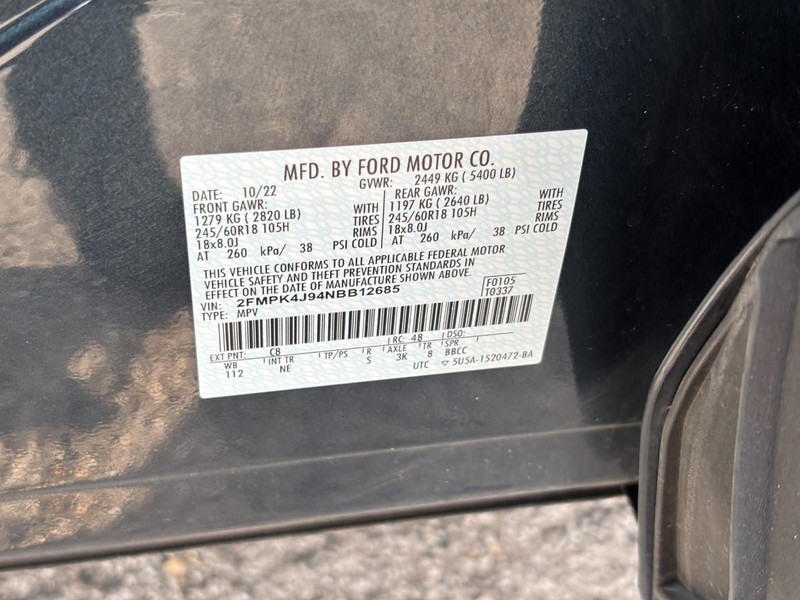 MFD. BY FORD MOTOR CO.
DATE: 10/22 GVWR: 2449 KG ( 5400 LB)
FRONT GAWR: REAR GAWR:
1279 KG ( 2820 LB) WITH 1197 KG ( 2640 LB) WITH
245/60R18 105H TIRES 245/60R18 105H TIRES
18x8.0J RIMS 18x8.0J RIMS
AT 260 kPa/ 38 PSI COLD AT 260 kPa/ 38 PSI COLD
THIS VEHICLE CONFORMS TO ALL APPLICABLE FEDERAL MOTOR
VEHICLE SAFETY AND THEFT PREVENTION STANDARDS IN
EFFECT ON THE DATE OF MANUFACTURE SHOWN ABOVE.
VIN: 2FMPK4J94NBB12685 F0105
TYPE: MPV T0337
EXT PNT: C8 RC: 48 DSO:
WB INT TR TP/PS R AXLE TR SPR
112 NE S 3K 8 BBCC
UTC ▽5U5A-1520472-BA